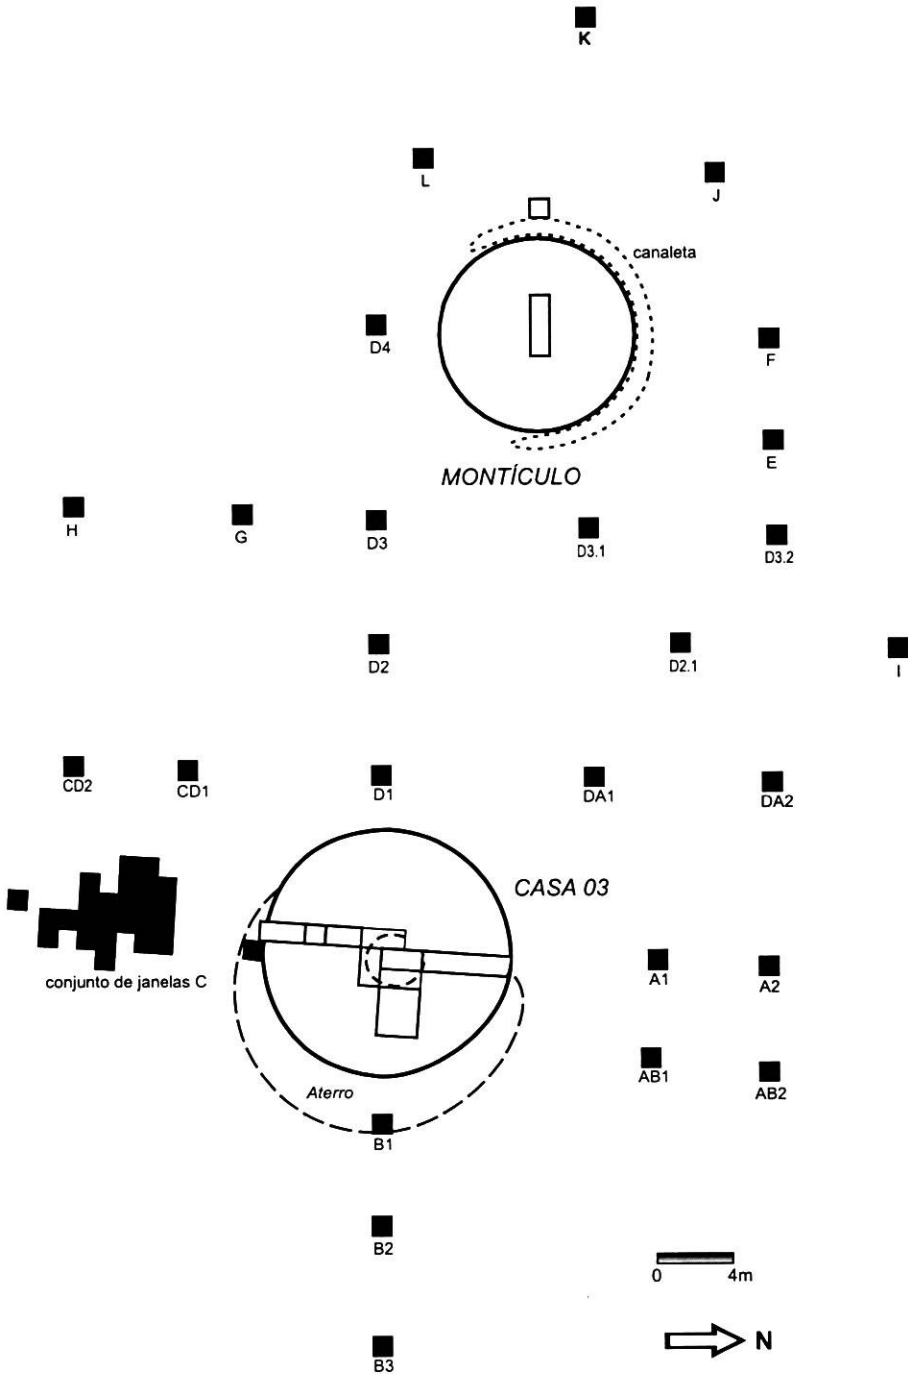 K
L
J
canaleta
D4
F
E
MONTÍCULO
H
G
D3
D3.1
D3.2
D2
D2.1
I
CD2
CD1
D1
DA1
DA2
CASA 03
conjunto de janelas C
A1
A2
AB1
AB2
Aterro
B1
B2
0 4m
N
B3